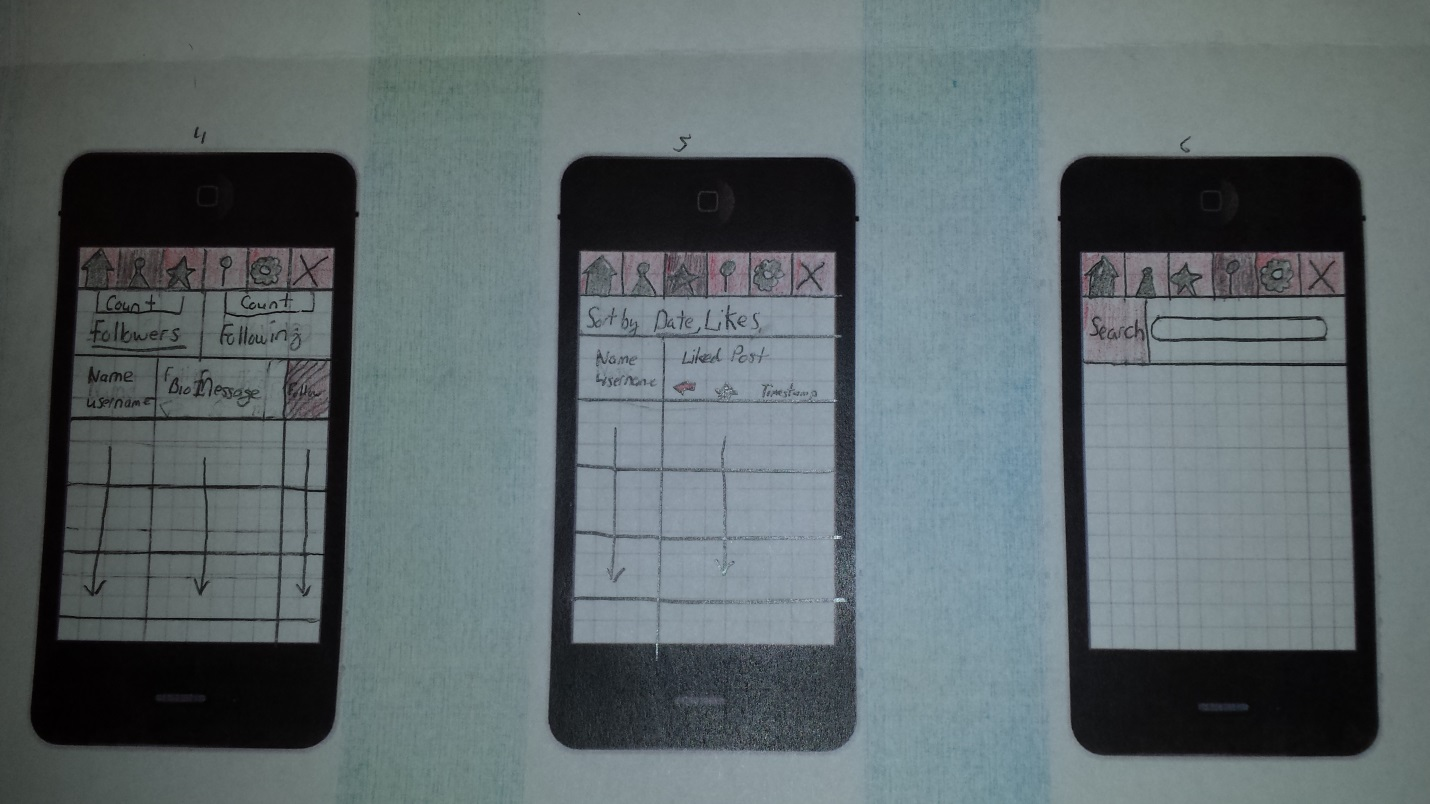 4
5
6
Count
Count
Followers
Following
Name
username
Bio Message
Follow
Sort by Date, Likes,
Name
Username
Liked Post
Timestamp
Search